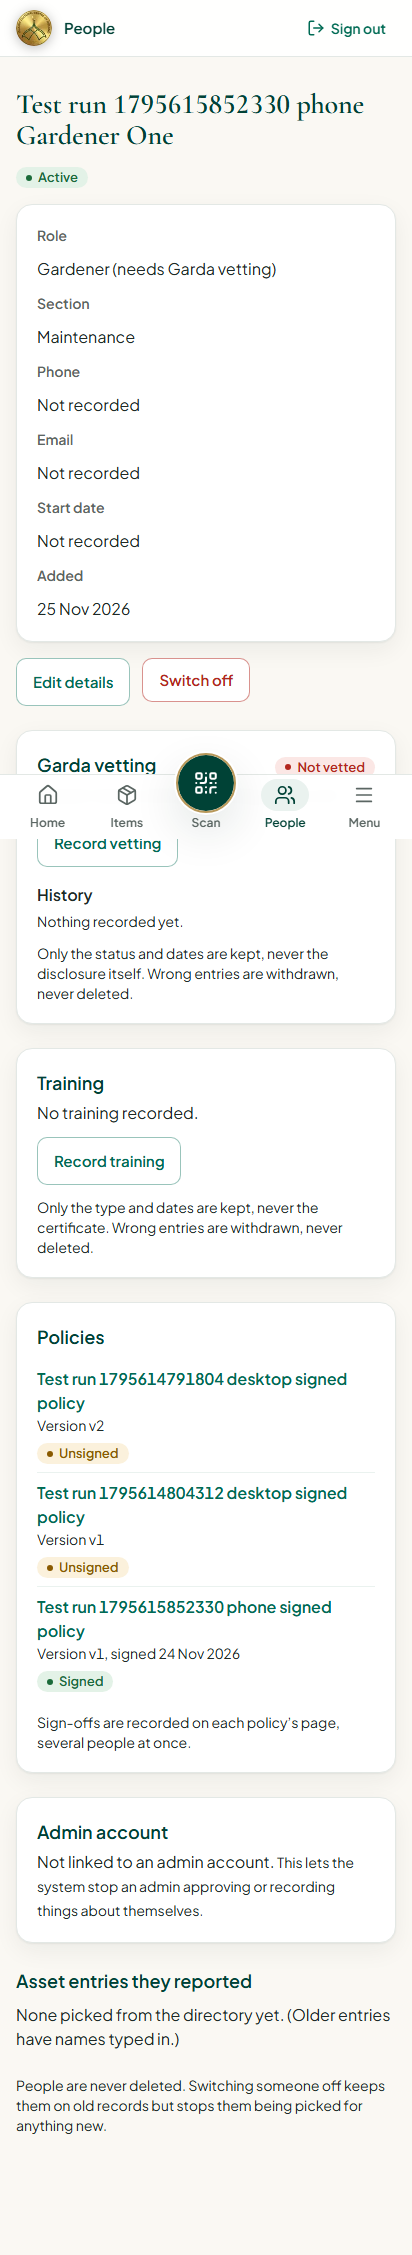 People
Sign out
Test run 1795615852330 phone
Gardener One
Active
Role
Gardener (needs Garda vetting)
Section
Maintenance
Phone
Not recorded
Email
Not recorded
Start date
Not recorded
Added
25 Nov 2026
Edit details
Switch off
Garda vetting
Not vetted
Home
Items
Scan
People
Menu
Record vetting
History
Nothing recorded yet.
Only the status and dates are kept, never the
disclosure itself. Wrong entries are withdrawn,
never deleted.
Training
No training recorded.
Record training
Only the type and dates are kept, never the
certificate. Wrong entries are withdrawn, never
deleted.
Policies
Test run 1795614791804 desktop signed
policy
Version v2
Unsigned
Test run 1795614804312 desktop signed
policy
Version v1
Unsigned
Test run 1795615852330 phone signed
policy
Version v1, signed 24 Nov 2026
Signed
Sign-offs are recorded on each policy's page,
several people at once.
Admin account
Not linked to an admin account. This lets the
system stop an admin approving or recording
things about themselves.
Asset entries they reported
None picked from the directory yet. (Older entries
have names typed in.)
People are never deleted. Switching someone off keeps
them on old records but stops them being picked for
anything new.